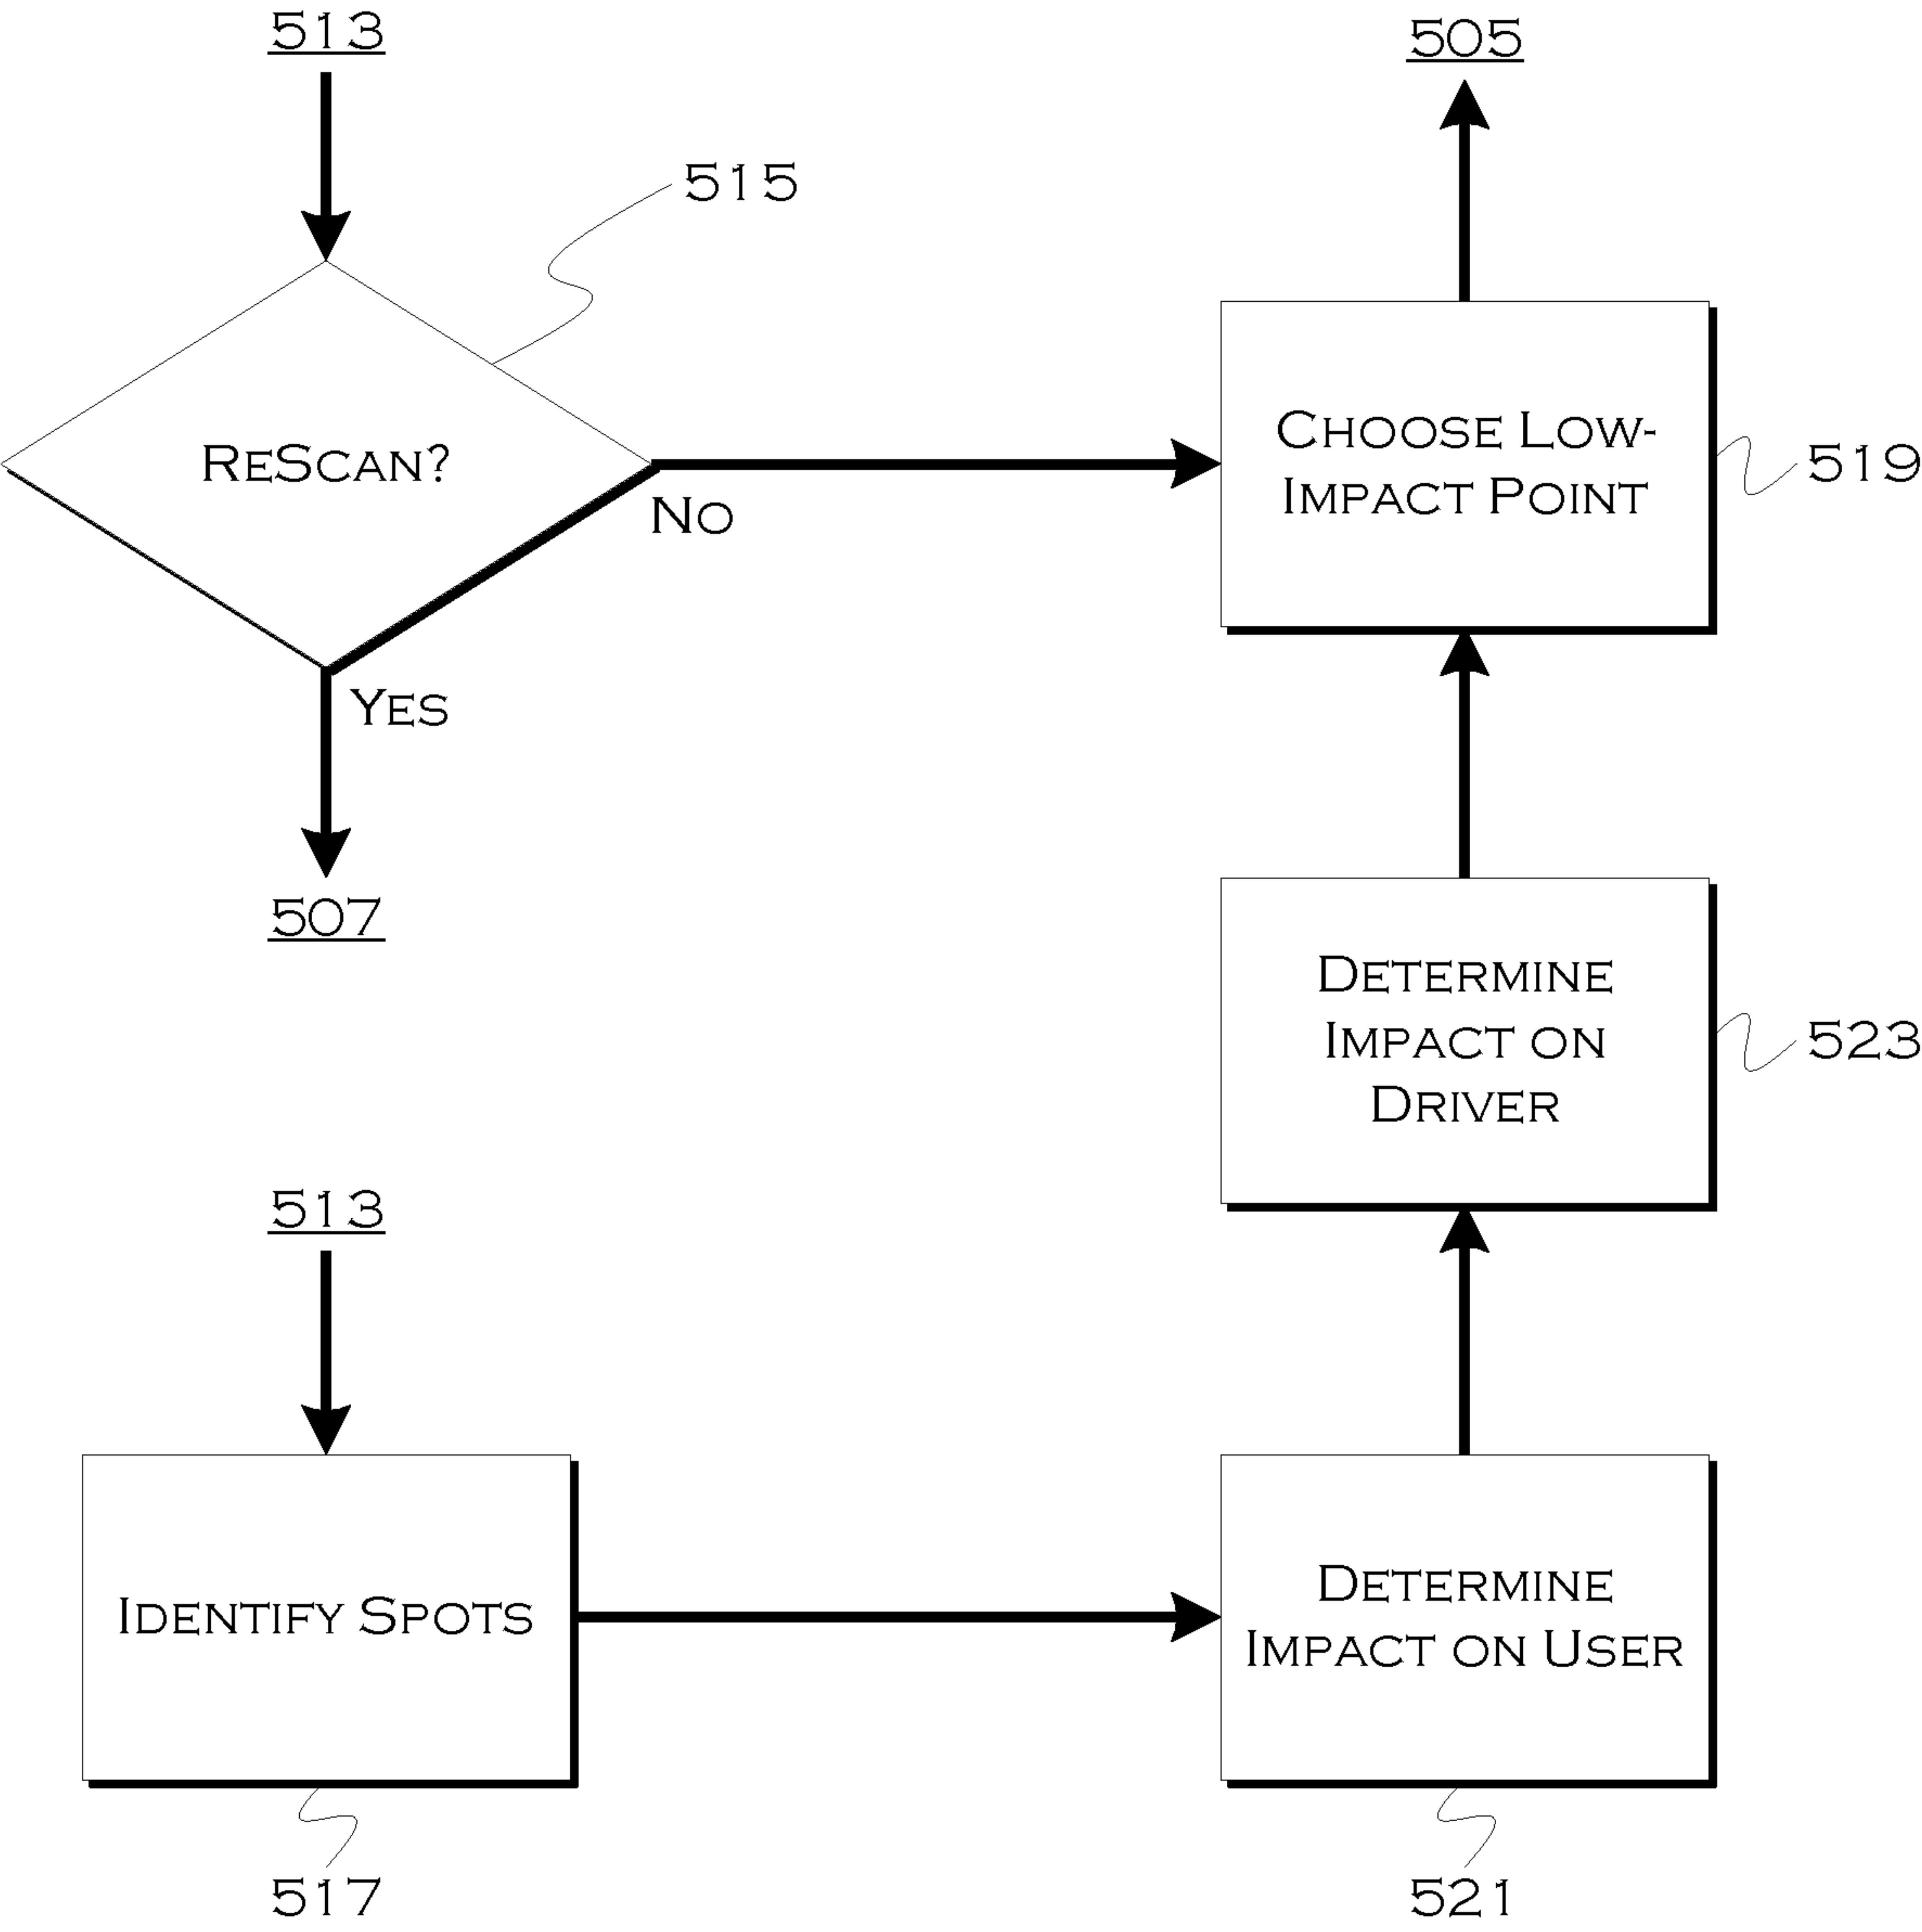 513
505
515
ReScan?
Choose Low-
Impact Point
519
No
Yes
507
Determine
Impact on
Driver
523
513
Identify Spots
Determine
Impact on User
517
521